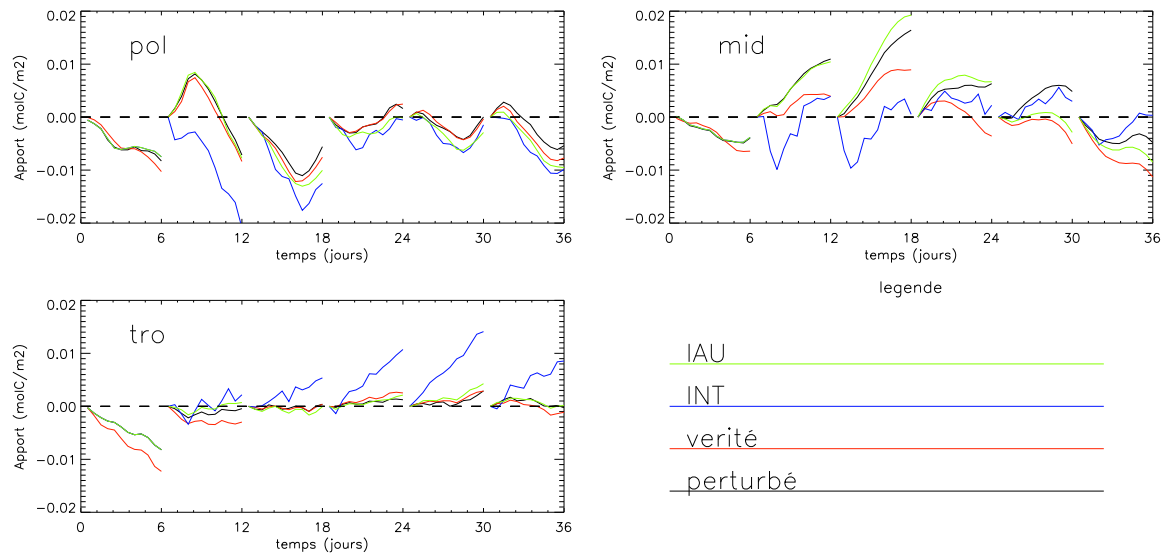 pol
Apport (molC/m2)
0.02
0.01
0.00
−0.01
−0.02
0 6 12 18 24 30 36
temps (jours)
mid
Apport (molC/m2)
0.02
0.01
0.00
−0.01
−0.02
0 6 12 18 24 30 36
temps (jours)
tro
Apport (molC/m2)
0.02
0.01
0.00
−0.01
−0.02
0 6 12 18 24 30 36
temps (jours)
legende
IAU
INT
verité
perturbé